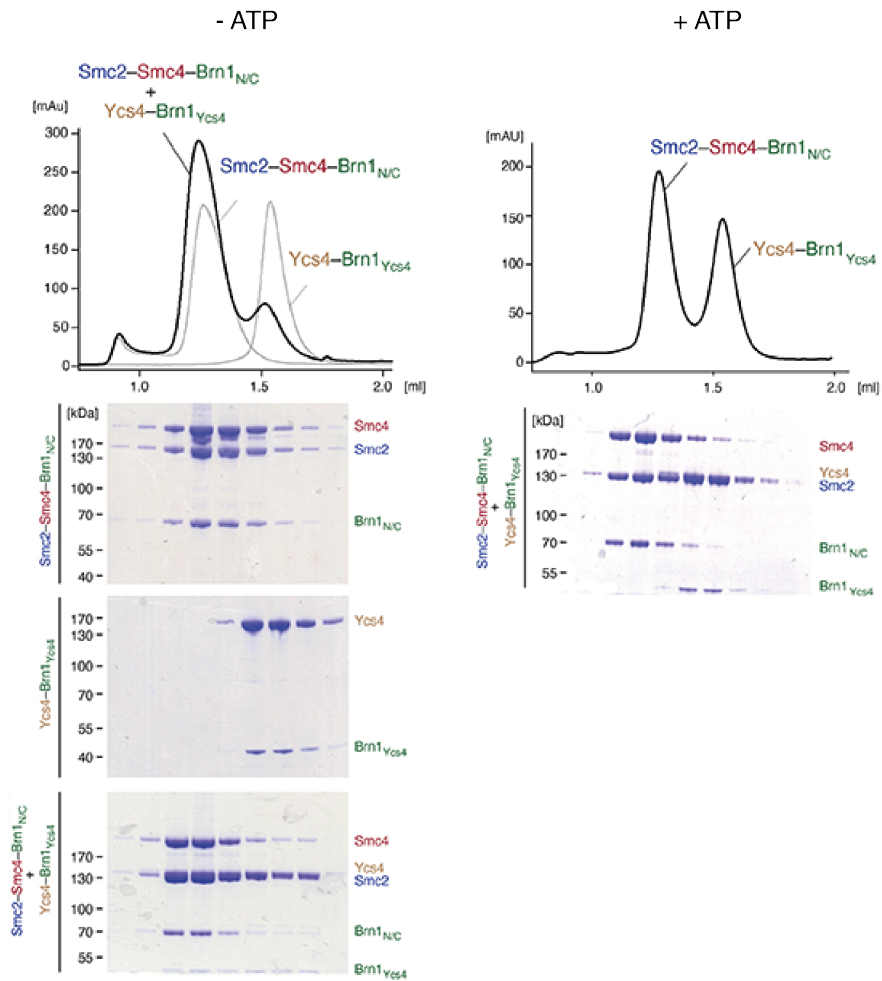 - ATP
+ ATP
Smc2–Smc4–Brn1N/C
+
Ycs4–Brn1Ycs4
[mAu]
300
250
200
150
100
50
0
Smc2–Smc4–Brn1N/C
Ycs4–Brn1Ycs4
1.0 1.5 2.0 [ml]
[mAU]
200
150
100
50
0
Smc2–Smc4–Brn1N/C
Ycs4–Brn1Ycs4
1.0 1.5 2.0 [ml]
Smc2–Smc4–Brn1N/C
[kDa]
170
130
100
70
55
40
Smc4
Smc2
Brn1N/C
Ycs4–Brn1Ycs4
170
130
100
70
55
40
Ycs4
Brn1Ycs4
Smc2–Smc4–Brn1N/C
+
Ycs4–Brn1Ycs4
170
130
100
70
55
Smc4
Ycs4
Smc2
Brn1N/C
Brn1Ycs4
Smc2–Smc4–Brn1N/C
+
Ycs4–Brn1Ycs4
[kDa]
170
130
100
70
55
Smc4
Ycs4
Smc2
Brn1N/C
Brn1Ycs4